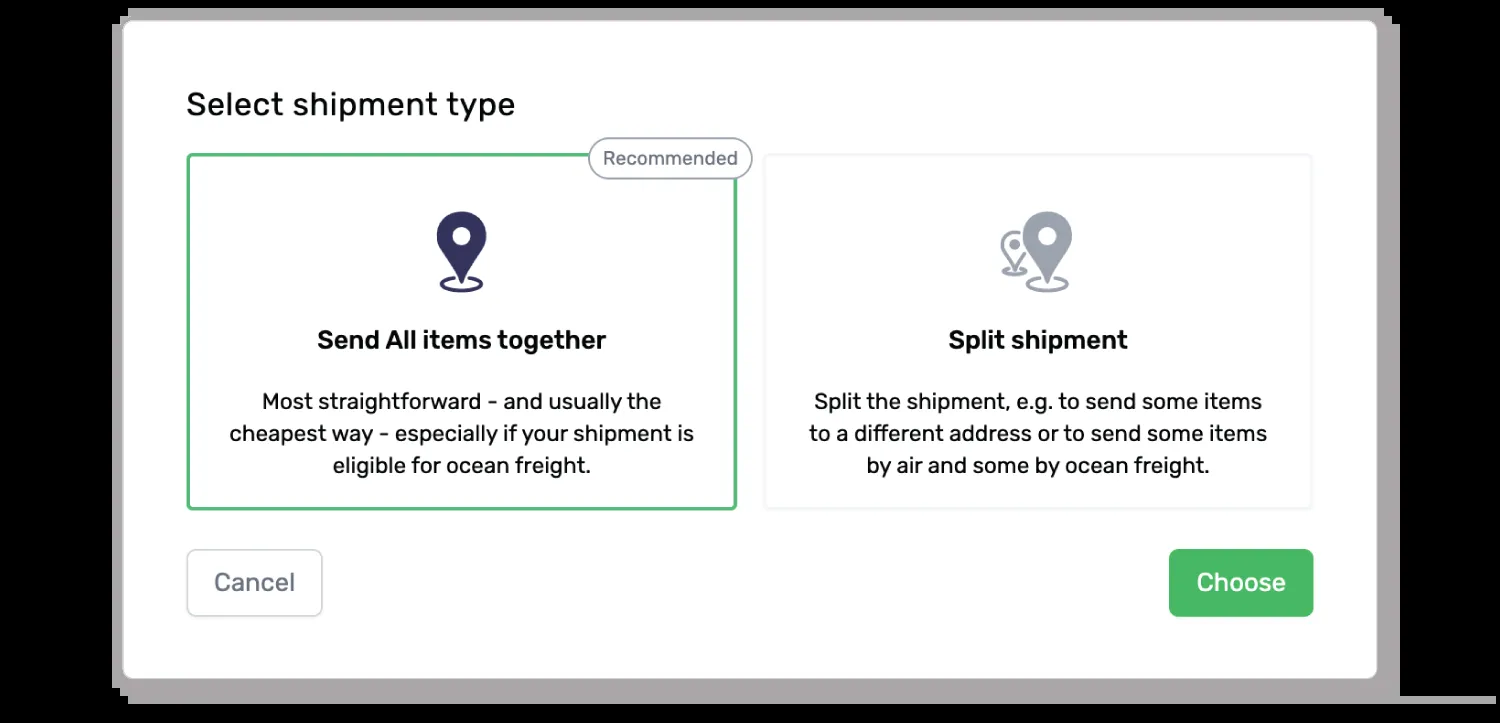 Select shipment type
Recommended
Send All items together
Most straightforward - and usually the
cheapest way - especially if your shipment is
eligible for ocean freight.
Split shipment
Split the shipment, e.g. to send some items
to a different address or to send some items
by air and some by ocean freight.
Cancel
Choose